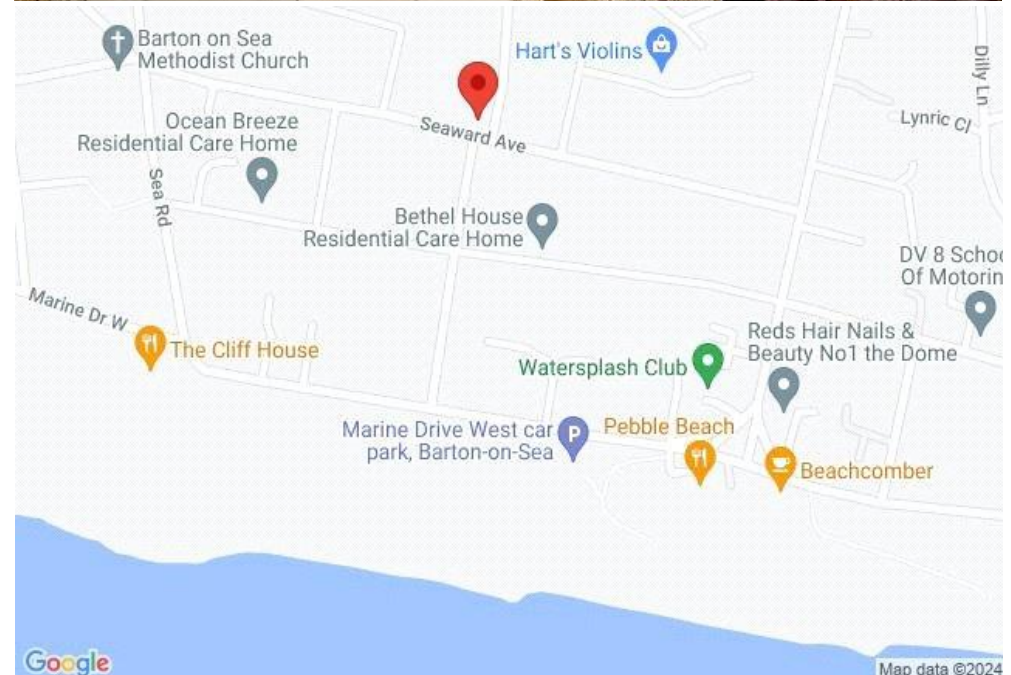 Barton on Sea
Methodist Church
Hart's Violins
Dilly Ln
Lynric Cl
Ocean Breeze
Residential Care Home
Seaward Ave
Sea Rd
Bethel House
Residential Care Home
DV 8 Schoo
Of Motorin
Marine Dr W
The Cliff House
Reds Hair Nails &
Beauty No1 the Dome
Watersplash Club
Marine Drive West car
park, Barton-on-Sea
P
Pebble Beach
Beachcomber
Google
Map data ©2024